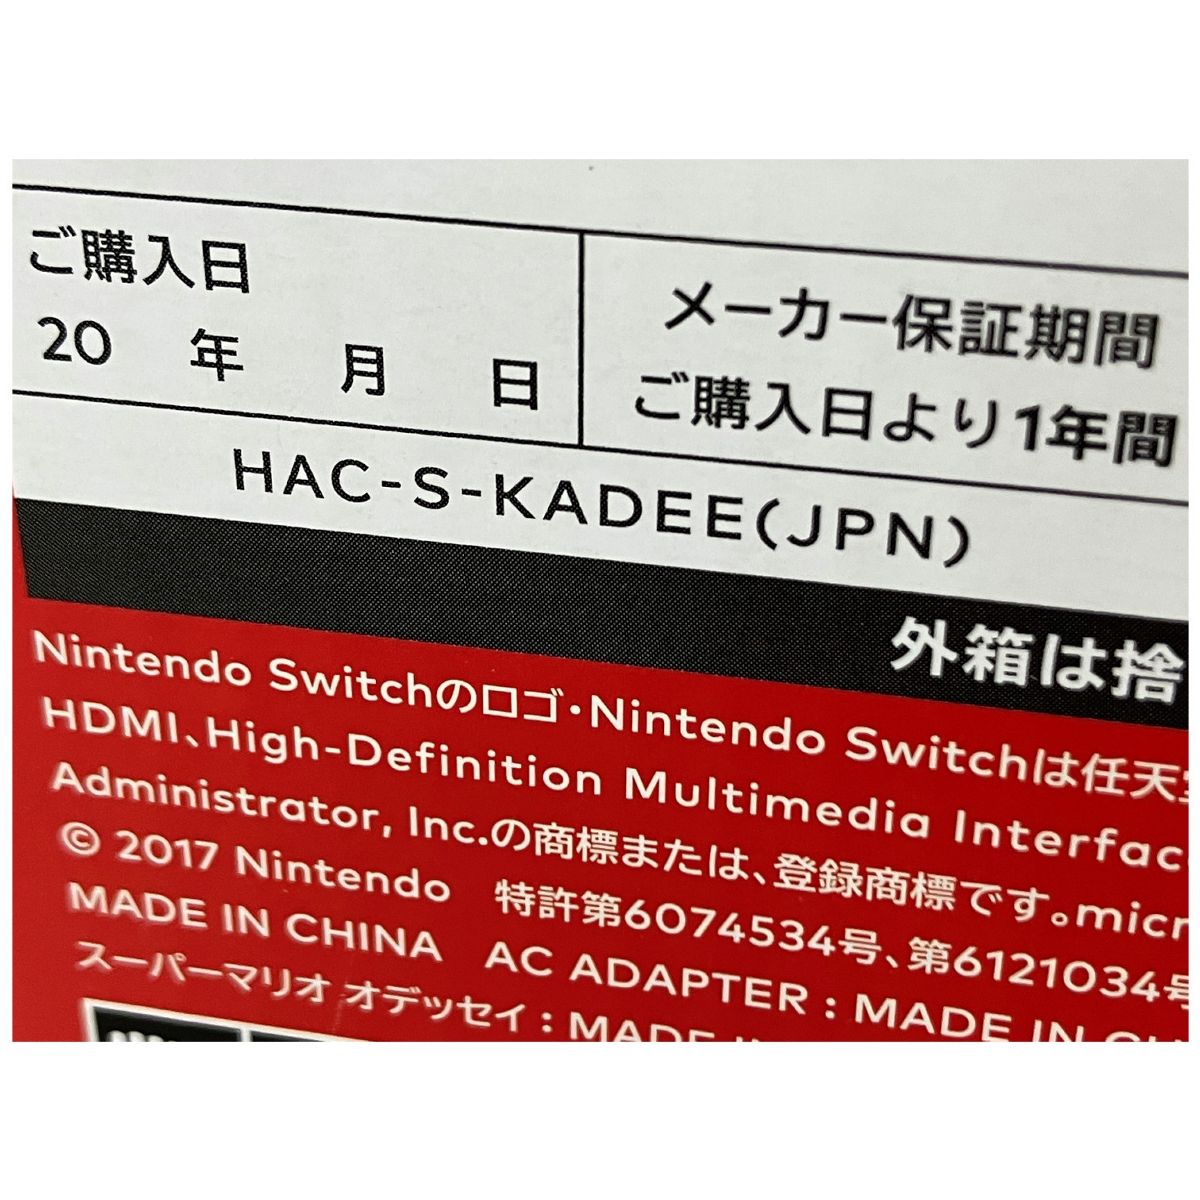 ご購入日
20 年 月 日
メーカー保証期間
ご購入日より1年間
HAC-S-KADEE(JPN)
外箱は捨
Nintendo Switchのロゴ・Nintendo Switchは任天堂
HDMI、High-Definition Multimedia Interfac
Administrator, Inc.の商標または、登録商標です。micr
© 2017 Nintendo 特許第6074534号、第6121034号
MADE IN CHINA AC ADAPTER : MADE IN
スーパーマリオ オデッセイ : MADE